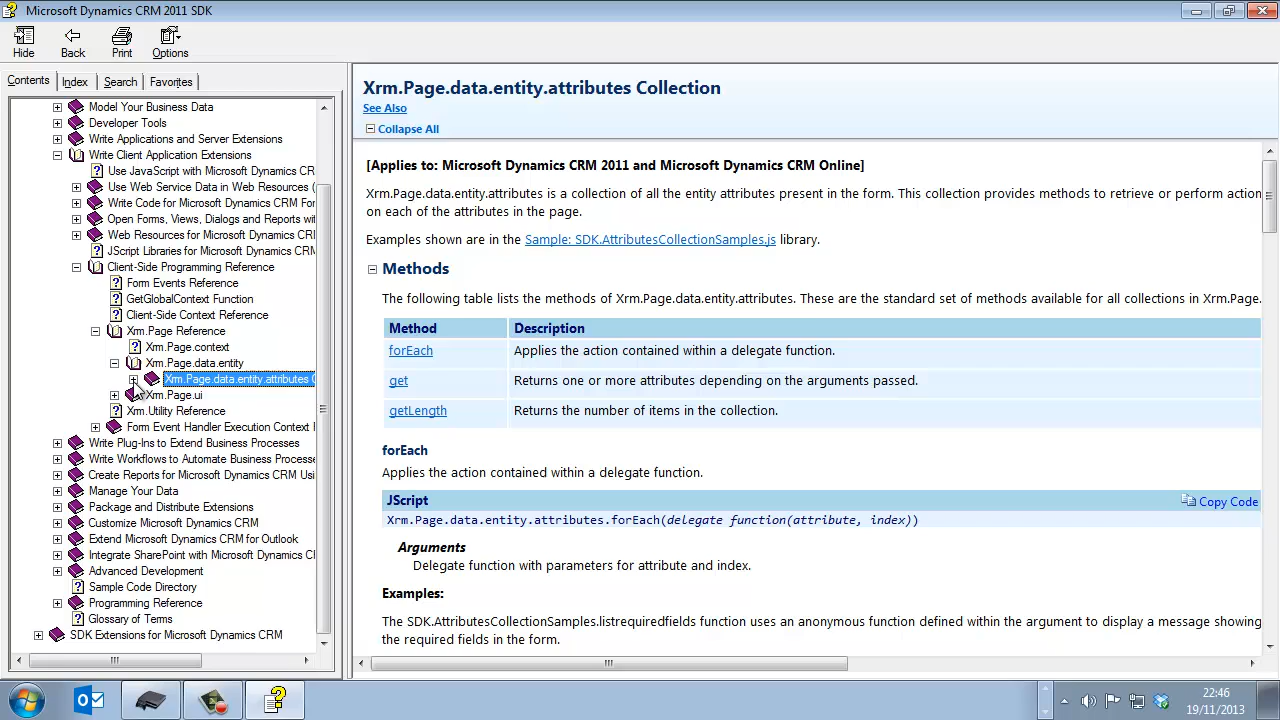 Microsoft Dynamics CRM 2011 SDK
Hide
Back
Print
Options
Contents
Index
Search
Favorites
Model Your Business Data
Developer Tools
Write Applications and Server Extensions
Write Client Application Extensions
Use JavaScript with Microsoft Dynamics CR
Use Web Service Data in Web Resources (
Write Code for Microsoft Dynamics CRM For
Open Forms, Views, Dialogs and Reports wi
Web Resources for Microsoft Dynamics CRI
JScript Libraries for Microsoft Dynamics CRM
Client-Side Programming Reference
Form Events Reference
GetGlobalContext Function
Client-Side Context Reference
Xrm.Page Reference
Xrm.Page.context
Xrm.Page.data.entity
Xrm.Page.data.entity.attributes C
Xrm.Page.ui
Xrm.Utility Reference
Form Event Handler Execution Context
Write Plug-Ins to Extend Business Processes
Write Workflows to Automate Business Processe
Create Reports for Microsoft Dynamics CRM Usi
Manage Your Data
Package and Distribute Extensions
Customize Microsoft Dynamics CRM
Extend Microsoft Dynamics CRM for Outlook
Integrate SharePoint with Microsoft Dynamics C
Advanced Development
Sample Code Directory
Programming Reference
Glossary of Terms
SDK Extensions for Microsoft Dynamics CRM
Xrm.Page.data.entity.attributes Collection
See Also
Collapse All
[Applies to: Microsoft Dynamics CRM 2011 and Microsoft Dynamics CRM Online]
Xrm.Page.data.entity.attributes is a collection of all the entity attributes present in the form. This collection provides methods to retrieve or perform action
on each of the attributes in the page.
Examples shown are in the Sample: SDK.AttributesCollectionSamples.js library.
Methods
The following table lists the methods of Xrm.Page.data.entity.attributes. These are the standard set of methods available for all collections in Xrm.Page.
Method Description
forEach Applies the action contained within a delegate function.
get Returns one or more attributes depending on the arguments passed.
getLength Returns the number of items in the collection.
forEach
Applies the action contained within a delegate function.
JScript Copy Code
Xrm.Page.data.entity.attributes.forEach(delegate function(attribute, index))
Arguments
Delegate function with parameters for attribute and index.
Examples:
The SDK.AttributesCollectionSamples.listrequiredfields function uses an anonymous function defined within the argument to display a message showing
the required fields in the form.
22:46
19/11/2013